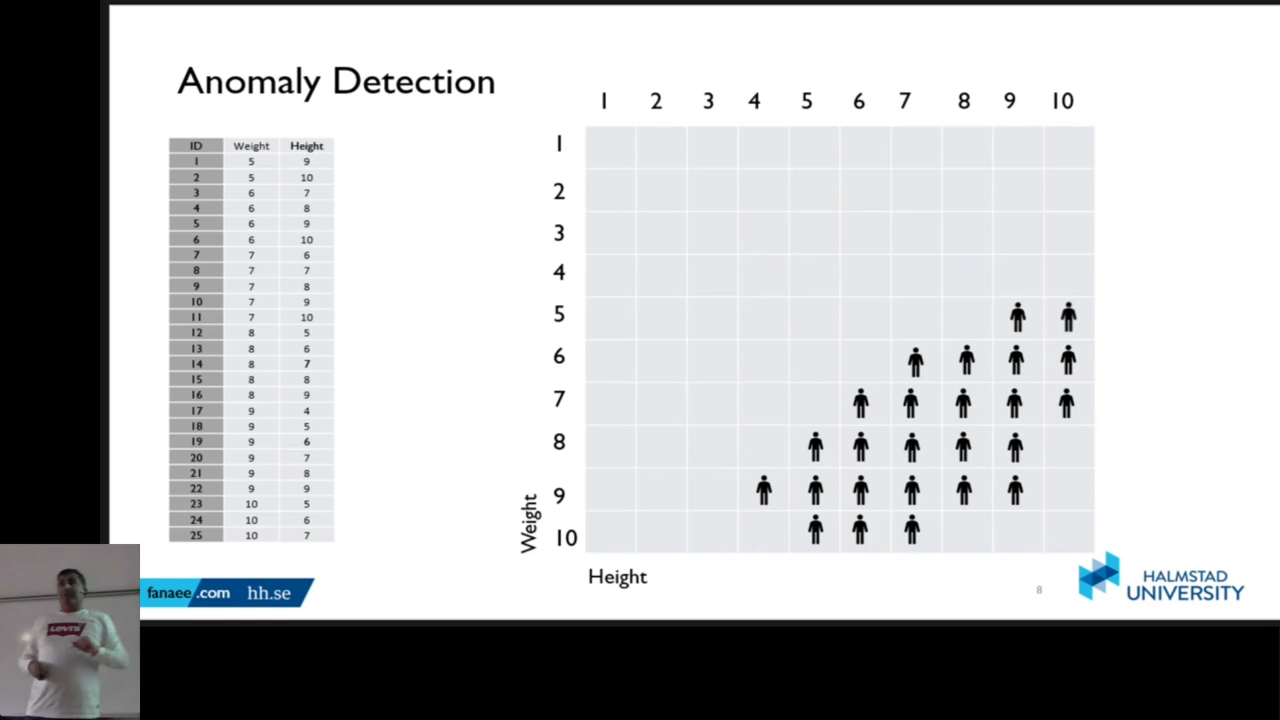 Anomaly Detection
ID Weight Height
1 5 9
2 5 10
3 6 7
4 6 8
5 6 9
6 6 10
7 7 6
8 7 7
9 7 8
10 7 9
11 7 10
12 8 5
13 8 6
14 8 7
15 8 8
16 8 9
17 9 4
18 9 5
19 9 6
20 9 7
21 9 8
22 9 9
23 10 5
24 10 6
25 10 7
1 2 3 4 5 6 7 8 9 10
1
2
3
4
5
6
7
8
9
10
Weight
Height
fanaee.com hh.se
8
HALMSTAD
UNIVERSITY
LEVI'S